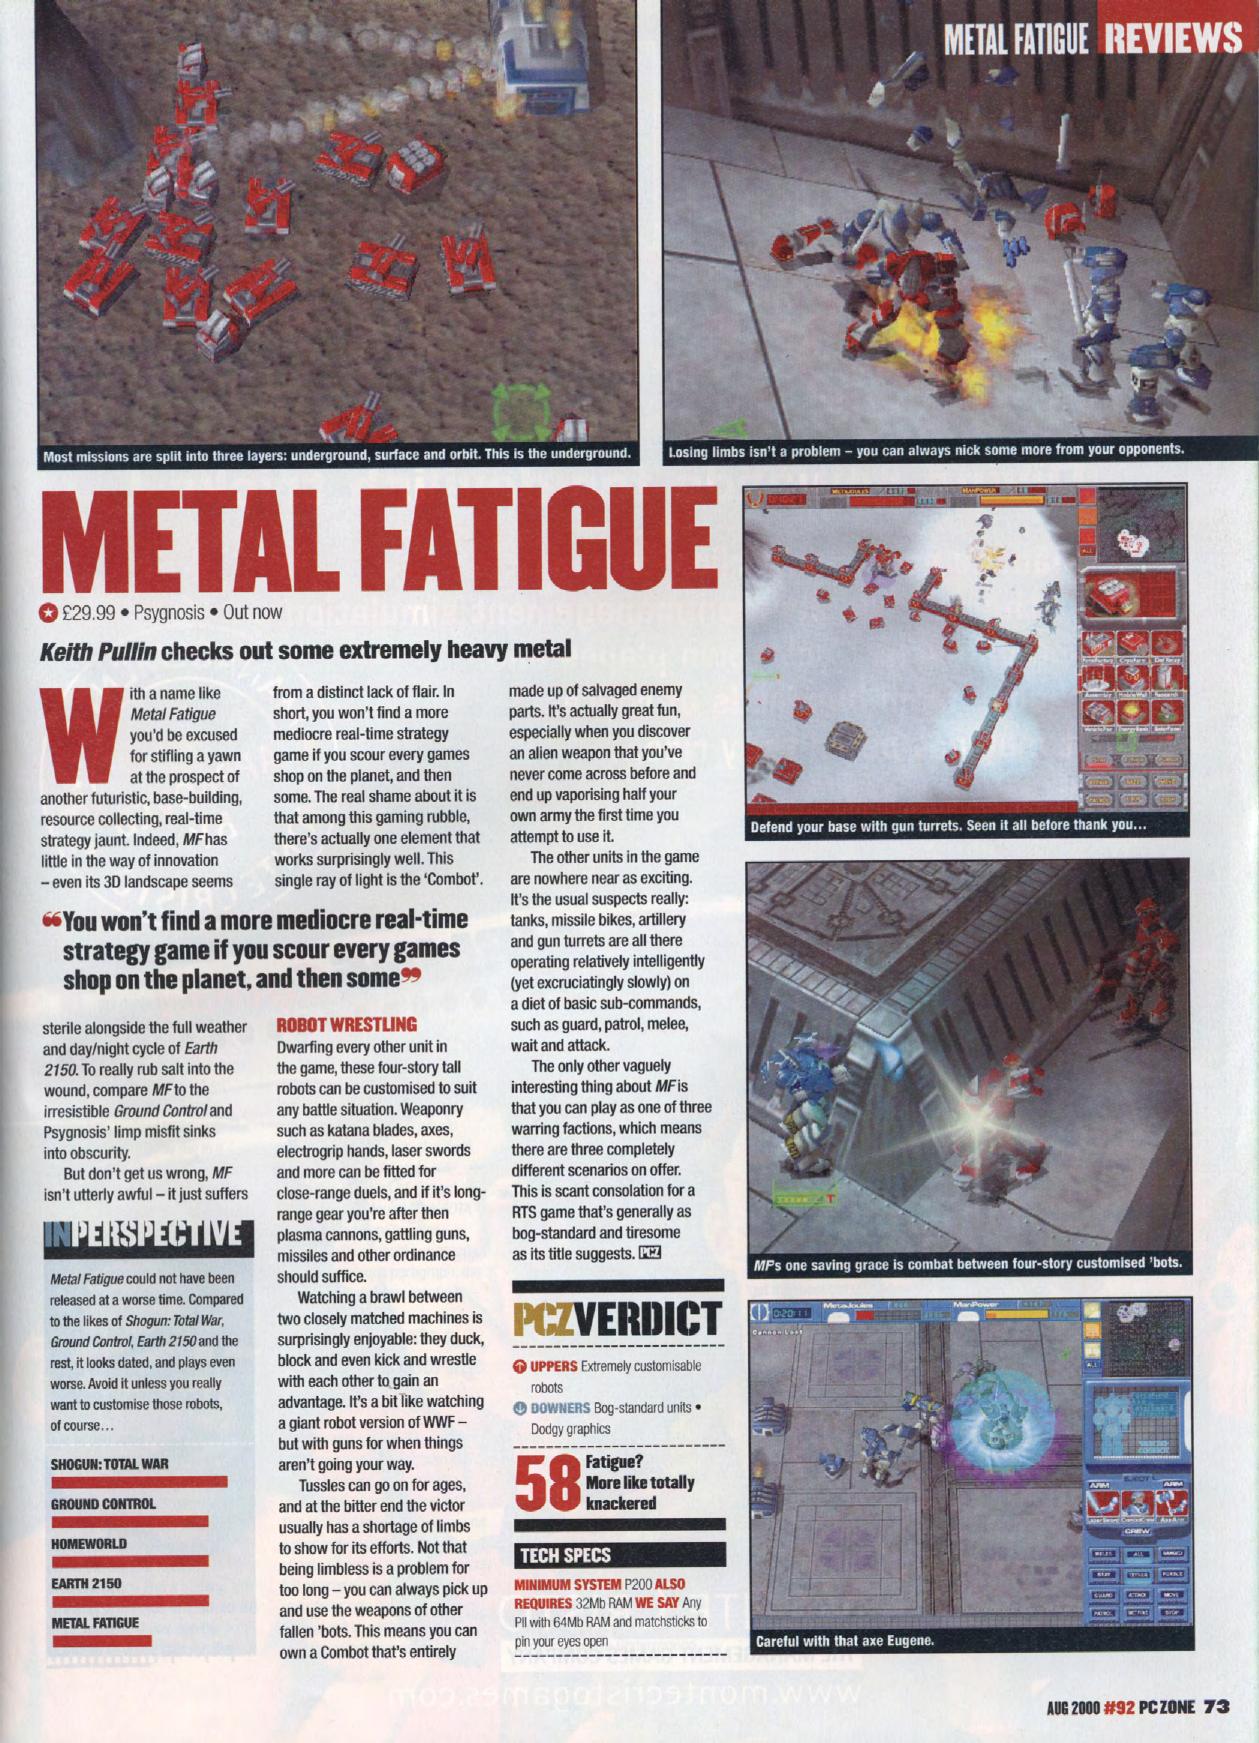 METAL FATIGUE REVIEWS
Most missions are split into three layers: underground, surface and orbit. This is the underground.
Losing limbs isn't a problem – you can always nick some more from your opponents.
METAL FATIGUE
£29.99 • Psygnosis • Out now
Keith Pullin checks out some extremely heavy metal
With a name like
Metal Fatigue
you'd be excused
for stifling a yawn
at the prospect of
another futuristic, base-building,
resource collecting, real-time
strategy jaunt. Indeed, MF has
little in the way of innovation
– even its 3D landscape seems
sterile alongside the full weather
and day/night cycle of Earth
2150. To really rub salt into the
wound, compare MF to the
irresistible Ground Control and
Psygnosis' limp misfit sinks
into obscurity.
But don't get us wrong, MF
isn't utterly awful – it just suffers
from a distinct lack of flair. In
short, you won't find a more
mediocre real-time strategy
game if you scour every games
shop on the planet, and then
some. The real shame about it is
that among this gaming rubble,
there's actually one element that
works surprisingly well. This
single ray of light is the 'Combot'.
“You won't find a more mediocre real-time
strategy game if you scour every games
shop on the planet, and then some”
ROBOT WRESTLING
Dwarfing every other unit in
the game, these four-story tall
robots can be customised to suit
any battle situation. Weaponry
such as katana blades, axes,
electrogrip hands, laser swords
and more can be fitted for
close-range duels, and if it's long-
range gear you're after then
plasma cannons, gattling guns,
missiles and other ordinance
should suffice.
Watching a brawl between
two closely matched machines is
surprisingly enjoyable: they duck,
block and even kick and wrestle
with each other to gain an
advantage. It's a bit like watching
a giant robot version of WWF –
but with guns for when things
aren't going your way.
Tussles can go on for ages,
and at the bitter end the victor
usually has a shortage of limbs
to show for its efforts. Not that
being limbless is a problem for
too long – you can always pick up
and use the weapons of other
fallen 'bots. This means you can
own a Combot that's entirely
made up of salvaged enemy
parts. It's actually great fun,
especially when you discover
an alien weapon that you've
never come across before and
end up vaporising half your
own army the first time you
attempt to use it.
The other units in the game
are nowhere near as exciting.
It's the usual suspects really:
tanks, missile bikes, artillery
and gun turrets are all there
operating relatively intelligently
(yet excruciatingly slowly) on
a diet of basic sub-commands,
such as guard, patrol, melee,
wait and attack.
The only other vaguely
interesting thing about MF is
that you can play as one of three
warring factions, which means
there are three completely
different scenarios on offer.
This is scant consolation for a
RTS game that's generally as
bog-standard and tiresome
as its title suggests. PCZ
INPERSPECTIVE
Metal Fatigue could not have been
released at a worse time. Compared
to the likes of Shogun: Total War,
Ground Control, Earth 2150 and the
rest, it looks dated, and plays even
worse. Avoid it unless you really
want to customise those robots,
of course...
SHOGUN: TOTAL WAR
GROUND CONTROL
HOMEWORLD
EARTH 2150
METAL FATIGUE
PCZVERDICT
UPPERS Extremely customisable
robots
DOWNERS Bog-standard units •
Dodgy graphics
58 Fatigue?
More like totally
knackered
TECH SPECS
MINIMUM SYSTEM P200 ALSO
REQUIRES 32Mb RAM WE SAY Any
PII with 64Mb RAM and matchsticks to
pin your eyes open
MetaJoules ManPower
ALL
Defend your base with gun turrets. Seen it all before thank you...
T
MFs one saving grace is combat between four-story customised 'bots.
0:20:11 MetaJoules ManPower
Cannon Lost
ALL
EJECT
ARM ARM
CREW
Careful with that axe Eugene.
www.montecristogames.com
AUG 2000 #92 PC ZONE 73